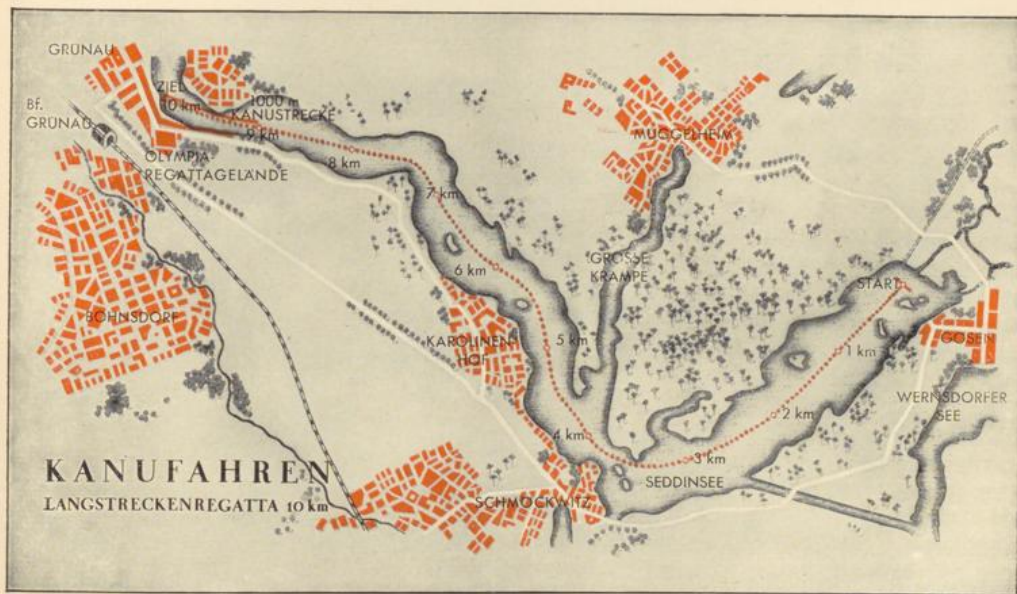 GRÜNAU
ZIEL
10 km
1000 m
KANUSTRECKE
Bf.
GRÜNAU
9 km
8 km
OLYMPIA-
REGATTAGELÄNDE
MÜGGELHEIM
7 km
6 km
GROSSE
KRAMPE
START
BOHNSDORF
KAROLINEN-
HOF
5 km
1 km
GOSEN
WERNSDORFER
SEE
2 km
4 km
3 km
KANUFAHREN
LANGSTRECKENREGATTA 10 km
SCHMÖCKWITZ
SEDDINSEE